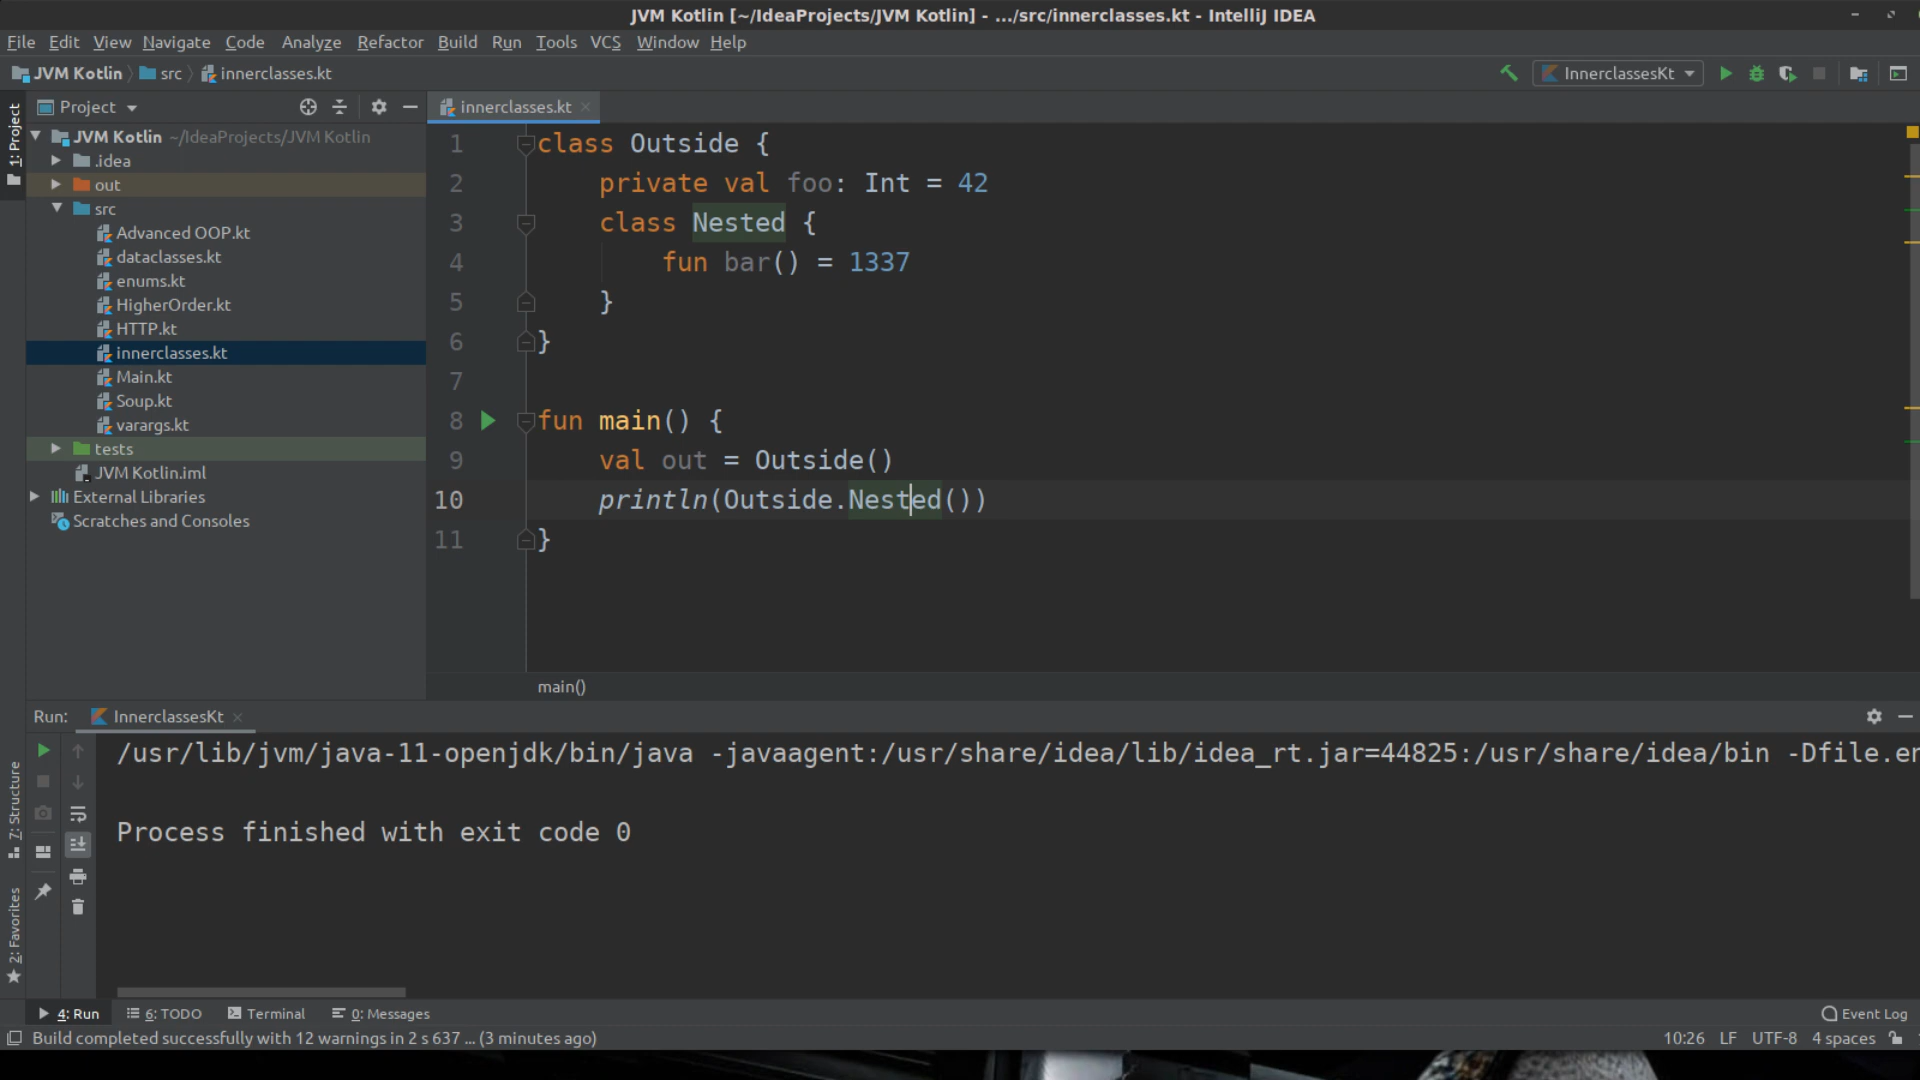 JVM Kotlin [~/IdeaProjects/JVM Kotlin] - .../src/innerclasses.kt - IntelliJ IDEA
File Edit View Navigate Code Analyze Refactor Build Run Tools VCS Window Help
JVM Kotlin src innerclasses.kt InnerclassesKt
1: Project
Project
innerclasses.kt
JVM Kotlin ~/IdeaProjects/JVM Kotlin
.idea
out
src
Advanced OOP.kt
dataclasses.kt
enums.kt
HigherOrder.kt
HTTP.kt
innerclasses.kt
Main.kt
Soup.kt
varargs.kt
tests
JVM Kotlin.iml
External Libraries
Scratches and Consoles
1 class Outside {
2 private val foo: Int = 42
3 class Nested {
4 fun bar() = 1337
5 }
6 }
7
8 fun main() {
9 val out = Outside()
10 println(Outside.Nested())
11 }
main()
Run: InnerclassesKt
/usr/lib/jvm/java-11-openjdk/bin/java -javaagent:/usr/share/idea/lib/idea_rt.jar=44825:/usr/share/idea/bin -Dfile.en
Process finished with exit code 0
7: Structure
2: Favorites
4: Run 6: TODO Terminal 0: Messages Event Log
Build completed successfully with 12 warnings in 2 s 637 ... (3 minutes ago) 10:26 LF UTF-8 4 spaces